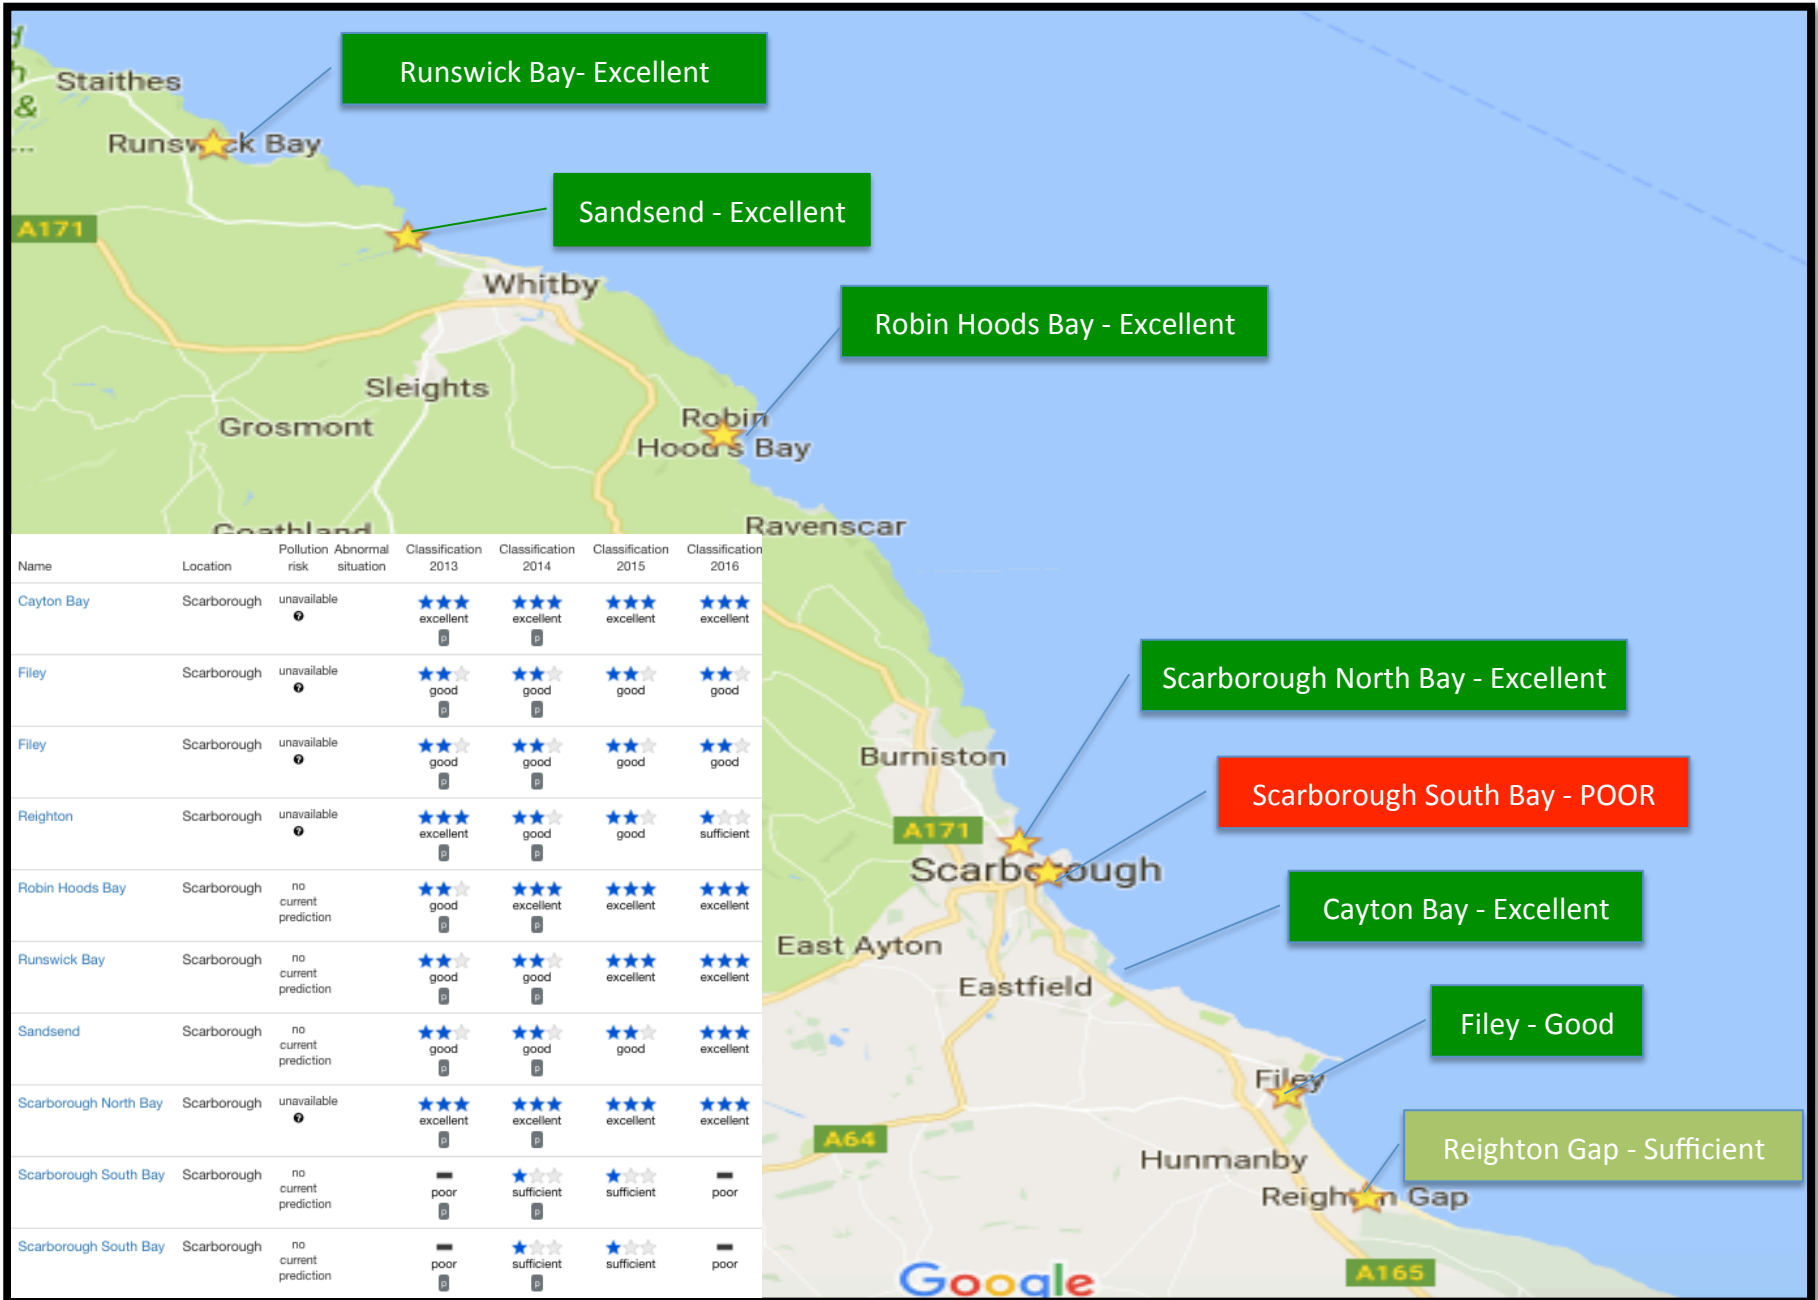 Staithes
&
...
Runswick Bay- Excellent
Runswick Bay
Sandsend - Excellent
A171
Whitby
Robin Hoods Bay - Excellent
Sleights
Grosmont
Robin
Hood's Bay
Goathland
Ravenscar
Name Location Pollution risk Abnormal situation Classification 2013 Classification 2014 Classification 2015 Classification 2016
Cayton Bay Scarborough unavailable ? excellent p excellent p excellent excellent
Filey Scarborough unavailable ? good p good p good good
Filey Scarborough unavailable ? good p good p good good
Reighton Scarborough unavailable ? excellent p good p good sufficient
Robin Hoods Bay Scarborough no current prediction good p excellent p excellent excellent
Runswick Bay Scarborough no current prediction good p good p excellent excellent
Sandsend Scarborough no current prediction good p good p good excellent
Scarborough North Bay Scarborough unavailable ? excellent p excellent p excellent excellent
Scarborough South Bay Scarborough no current prediction poor p sufficient p sufficient poor
Scarborough South Bay Scarborough no current prediction poor p sufficient p sufficient poor
Scarborough North Bay - Excellent
Burniston
Scarborough South Bay - POOR
A171
Scarborough
Cayton Bay - Excellent
East Ayton
Eastfield
Filey - Good
Filey
A64
Reighton Gap - Sufficient
Hunmanby
Reighton Gap
Google
A165